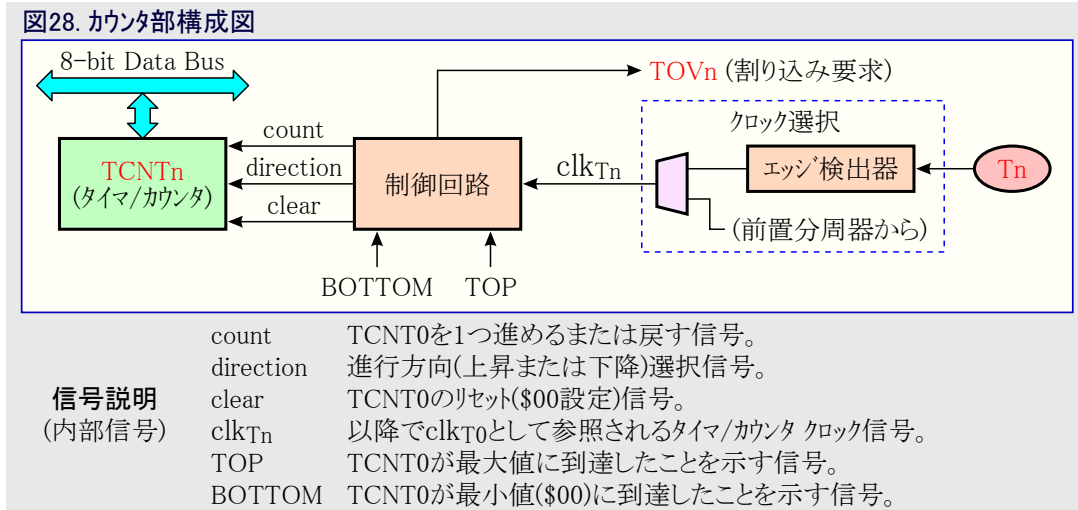 図28. カウンタ部構成図
8-bit Data Bus
TOVn (割り込み要求)
クロック選択
count
TCNTn
direction
制御回路
clkTn
エッジ検出器
Tn
(タイマ/カウンタ)
clear
(前置分周器から)
BOTTOM TOP
信号説明
(内部信号)
count TCNT0を1つ進めるまたは戻す信号。
direction 進行方向(上昇または下降)選択信号。
clear TCNT0のリセット($00設定)信号。
clkTn 以降でclkT0として参照されるタイマ/カウンタ クロック信号。
TOP TCNT0が最大値に到達したことを示す信号。
BOTTOM TCNT0が最小値($00)に到達したことを示す信号。